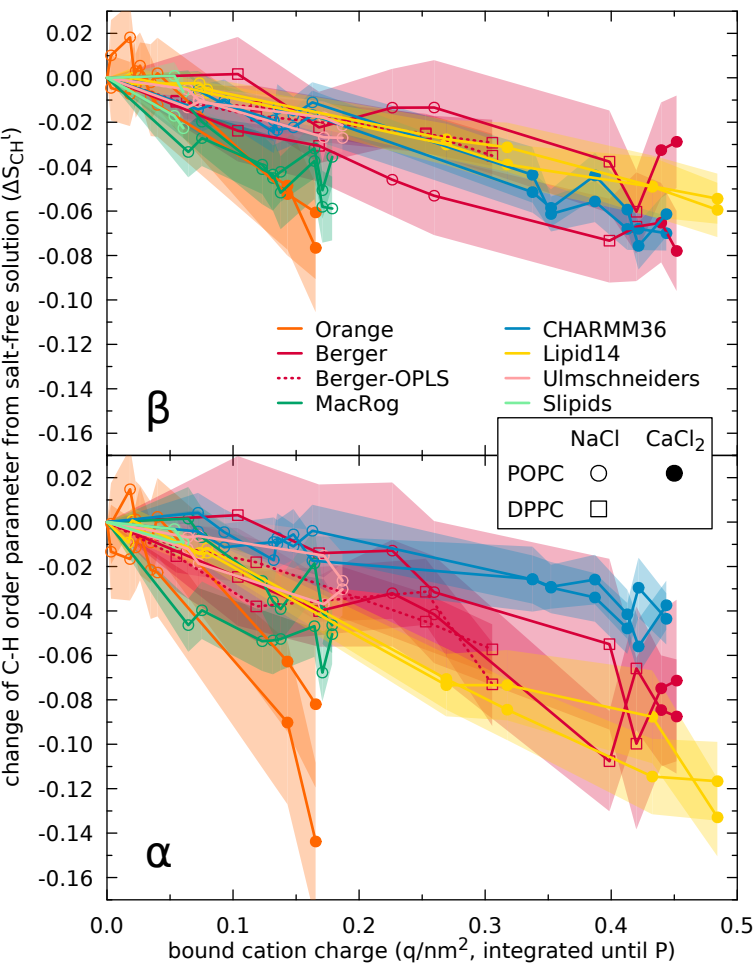 change of C-H order parameter from salt-free solution (ΔS_CH^i)
0.02
0.00
-0.02
-0.04
-0.06
-0.08
-0.10
-0.12
-0.14
-0.16
Orange
Berger
Berger-OPLS
MacRog
CHARMM36
Lipid14
Ulmschneiders
Slipids
β
NaCl CaCl₂
POPC
DPPC
0.02
0.00
-0.02
-0.04
-0.06
-0.08
-0.10
-0.12
-0.14
-0.16
α
0.0 0.1 0.2 0.3 0.4 0.5
bound cation charge (q/nm², integrated until P)